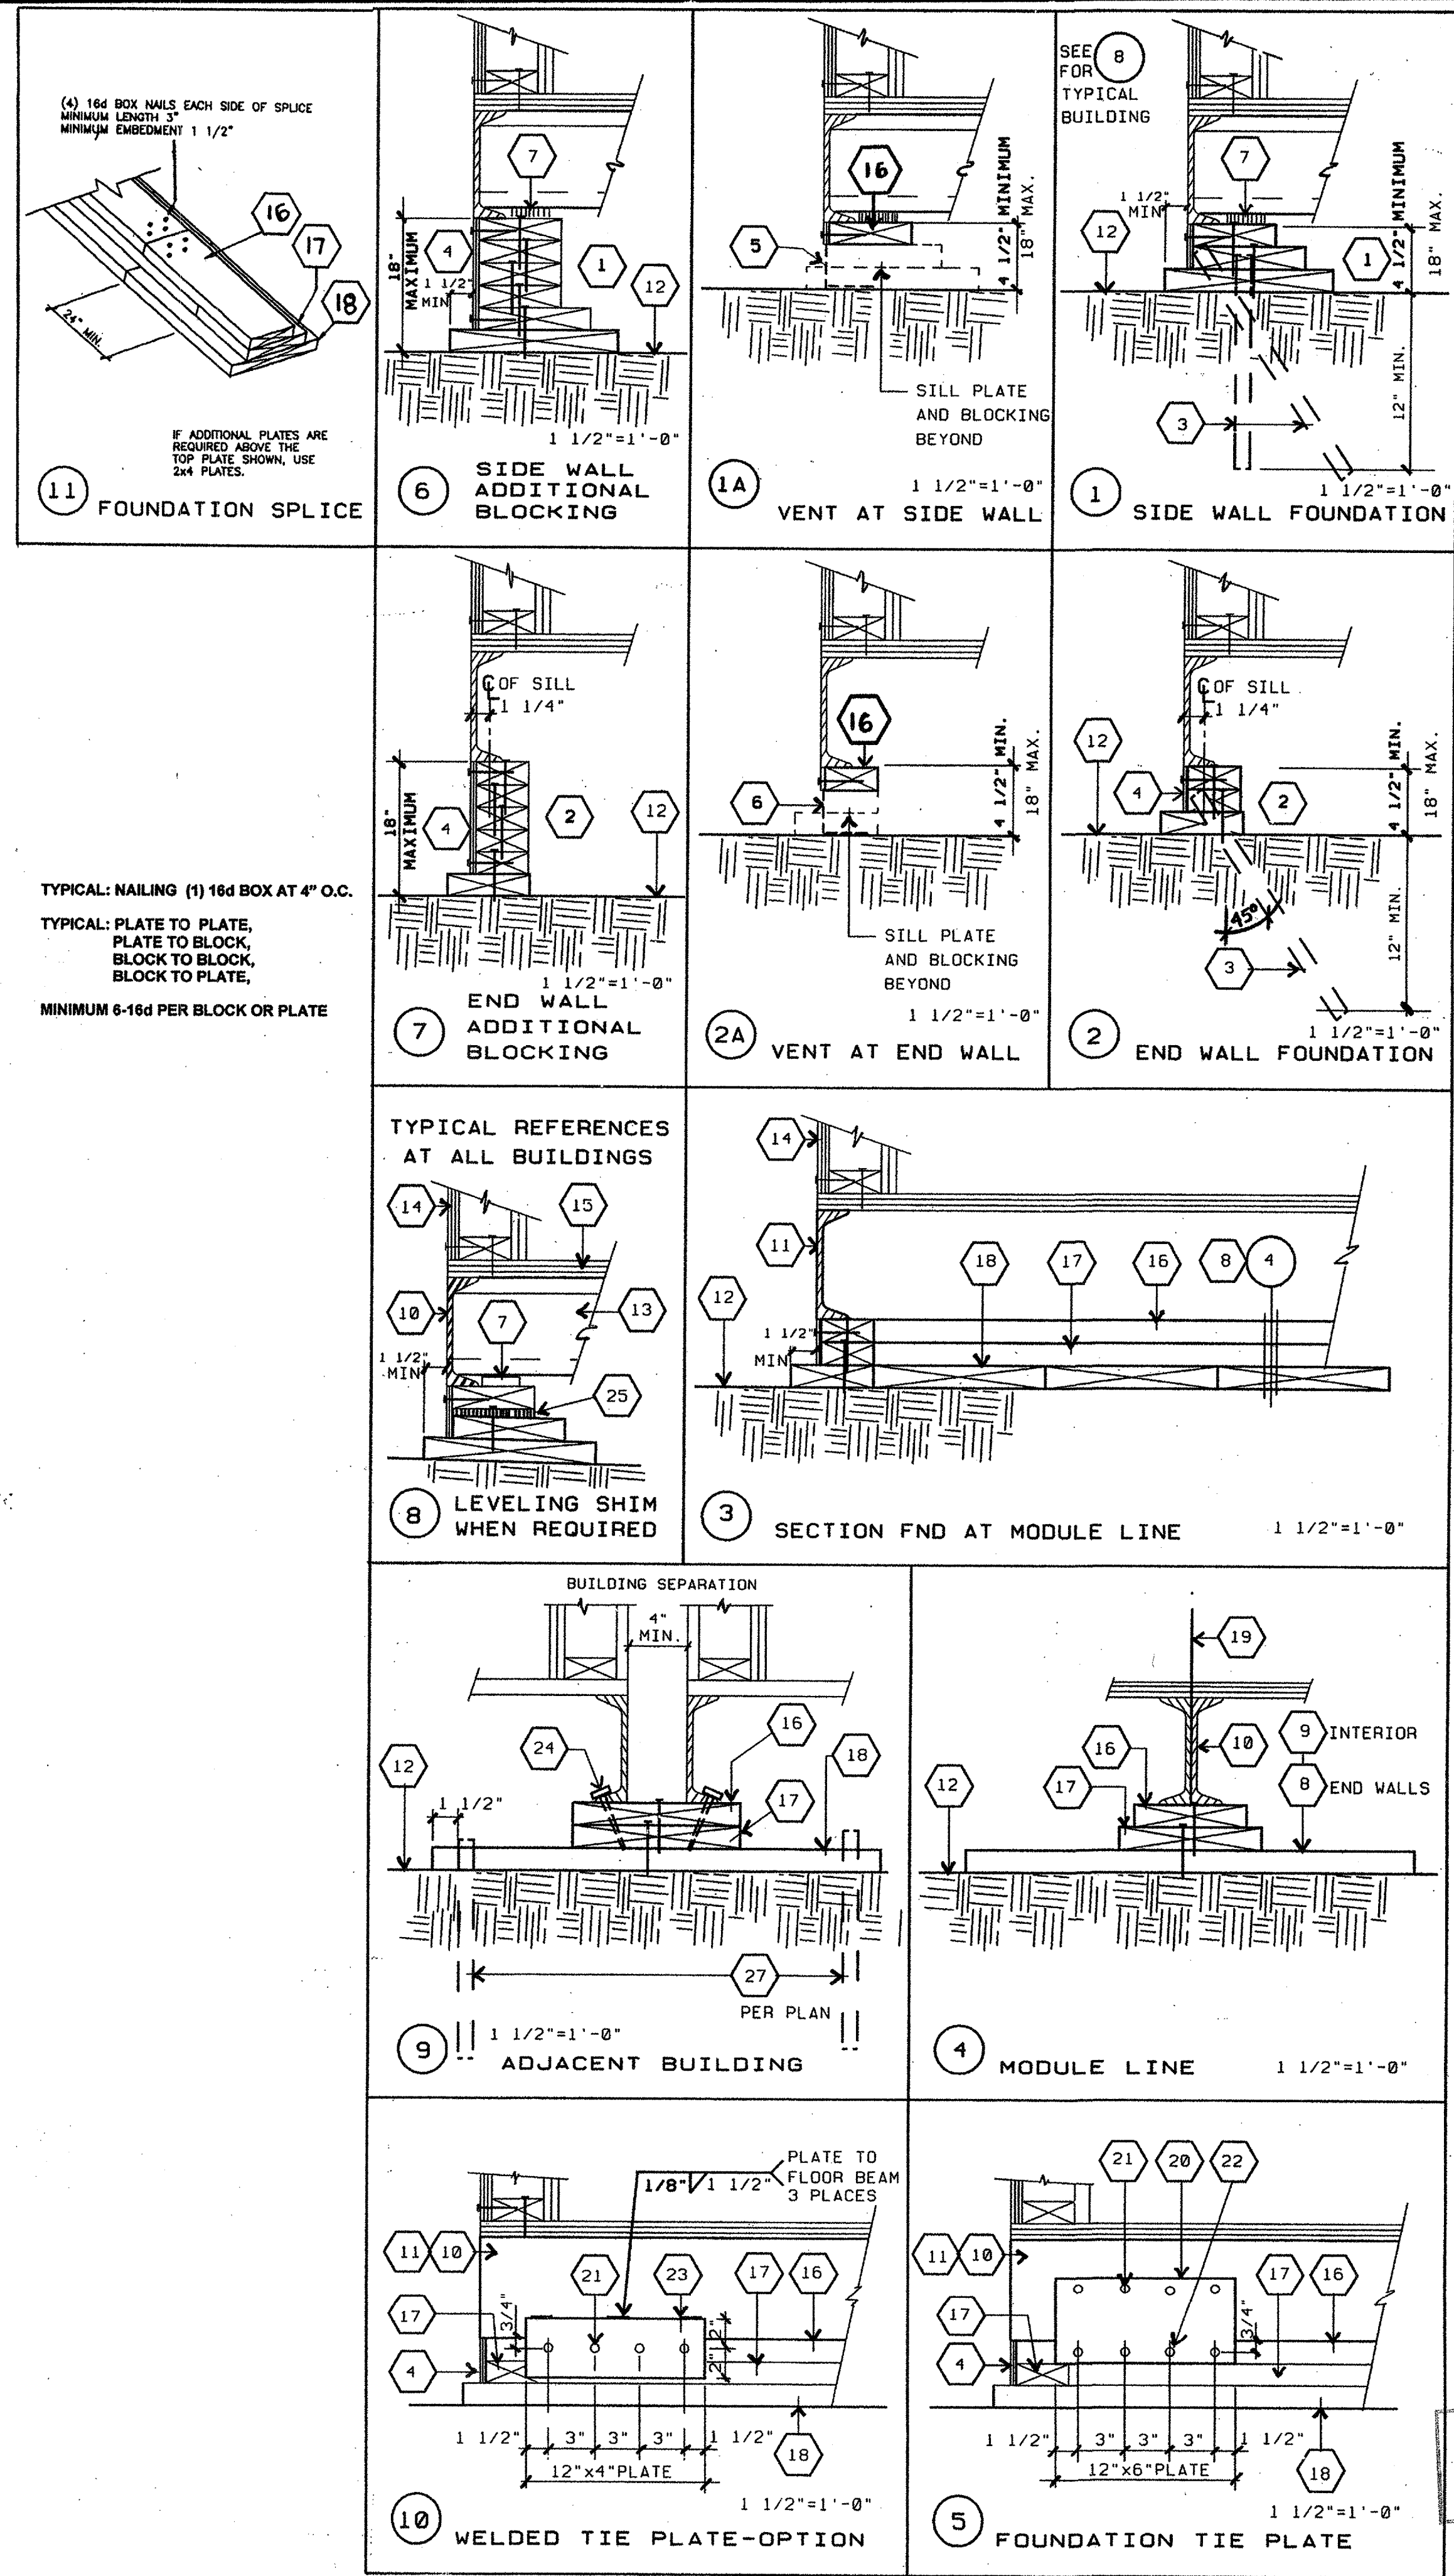 (4) 16d BOX NAILS EACH SIDE OF SPLICE
MINIMUM LENGTH 3"
MINIMUM EMBEDMENT 1 1/2"
16
17
18
24" MIN.
IF ADDITIONAL PLATES ARE
REQUIRED ABOVE THE
TOP PLATE SHOWN, USE
2x4 PLATES.
11
FOUNDATION SPLICE
7
18"
MAXIMUM
4
1
12
1 1/2"
MIN
1 1/2"=1'-0"
6
SIDE WALL
ADDITIONAL
BLOCKING
16
5
4 1/2" MINIMUM
18" MAX.
SILL PLATE
AND BLOCKING
BEYOND
1 1/2"=1'-0"
1A
VENT AT SIDE WALL
SEE
FOR
8
TYPICAL
BUILDING
7
1 1/2"
MIN
12
1
4 1/2" MINIMUM
18" MAX.
12" MIN.
3
1 1/2"=1'-0"
1
SIDE WALL FOUNDATION
TYPICAL: NAILING (1) 16d BOX AT 4" O.C.
TYPICAL: PLATE TO PLATE,
PLATE TO BLOCK,
BLOCK TO BLOCK,
BLOCK TO PLATE,
MINIMUM 6-16d PER BLOCK OR PLATE
℄ OF SILL
1 1/4"
18"
MAXIMUM
4
2
12
1 1/2"=1'-0"
7
END WALL
ADDITIONAL
BLOCKING
16
6
4 1/2" MIN.
18" MAX.
SILL PLATE
AND BLOCKING
BEYOND
1 1/2"=1'-0"
2A
VENT AT END WALL
℄ OF SILL
1 1/4"
12
4
2
4 1/2" MIN.
18" MAX.
45°
12" MIN.
3
1 1/2"=1'-0"
2
END WALL FOUNDATION
TYPICAL REFERENCES
AT ALL BUILDINGS
14
15
10
7
13
1 1/2"
MIN
25
8
LEVELING SHIM
WHEN REQUIRED
14
11
18
17
16
8
4
12
1 1/2"
MIN
3
SECTION FND AT MODULE LINE
1 1/2"=1'-0"
BUILDING SEPARATION
4"
MIN.
24
16
12
18
17
1 1/2"
27
PER PLAN
1 1/2"=1'-0"
9
ADJACENT BUILDING
19
16
10
9
INTERIOR
12
17
8
END WALLS
4
MODULE LINE
1 1/2"=1'-0"
PLATE TO
FLOOR BEAM
3 PLACES
1/8"
1 1/2"
11
10
21
23
17
16
17
3/4"
2"
2"
4
1 1/2"
3"
3"
3"
1 1/2"
12"x4"PLATE
18
1 1/2"=1'-0"
10
WELDED TIE PLATE-OPTION
21
20
22
11
10
17
16
17
3/4"
4
1 1/2"
3"
3"
3"
1 1/2"
12"x6"PLATE
18
1 1/2"=1'-0"
5
FOUNDATION TIE PLATE